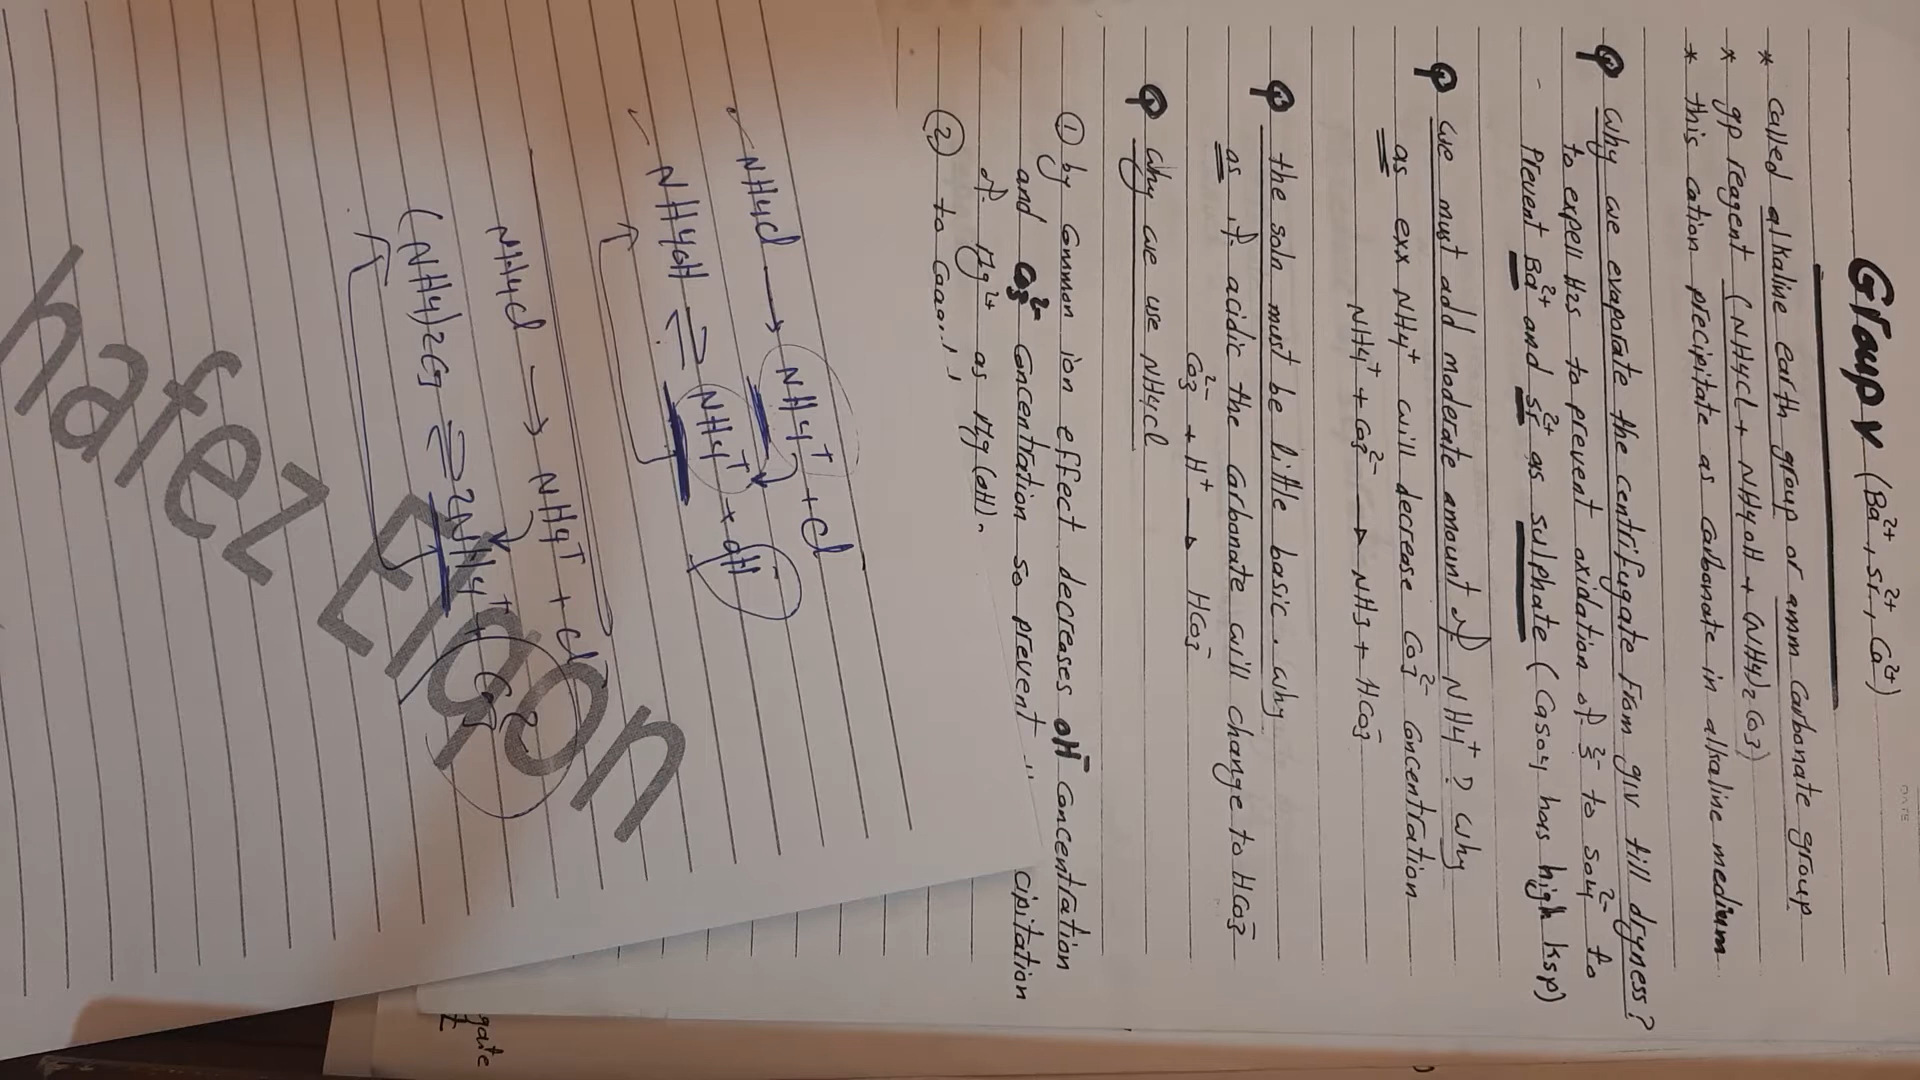 Group V (Ba²⁺, Sr²⁺, Ca²⁺)
* called alkaline earth group or amm carbonate group
* gp reagent (NH4Cl + NH4OH + (NH4)2CO3)
* this cation precipitate as carbonate in alkaline medium
Q why we evaporate the centrifugate from gIV till dryness?
to expell H2S to prevent oxidation of S²⁻ to SO4²⁻ to
- Prevent Ba²⁺ and Sr²⁺ as sulphate (CaSO4 has high Ksp)
Q we must add moderate amount of NH4⁺? why
as exx NH4⁺ will decrease CO3²⁻ concentration
NH4⁺ + CO3²⁻ → NH3 + HCO3⁻
Q the soln must be little basic. why
as if acidic the carbonate will change to HCO3⁻
CO3²⁻ + H⁺ → HCO3⁻
Q why we use NH4Cl
① by common ion effect decreases OH⁻ concentration
and CO3²⁻ concentration so prevent "
cipitation
of Mg²⁺ as Mg(OH)
② to
NH4Cl → NH4⁺ + Cl
NH4OH ⇌ NH4⁺ + OH⁻
NH4Cl → NH4⁺ + Cl⁻
(NH4)2CO3 ⇌ 2NH4⁺ + CO3²⁻
hafez Elgon
gate